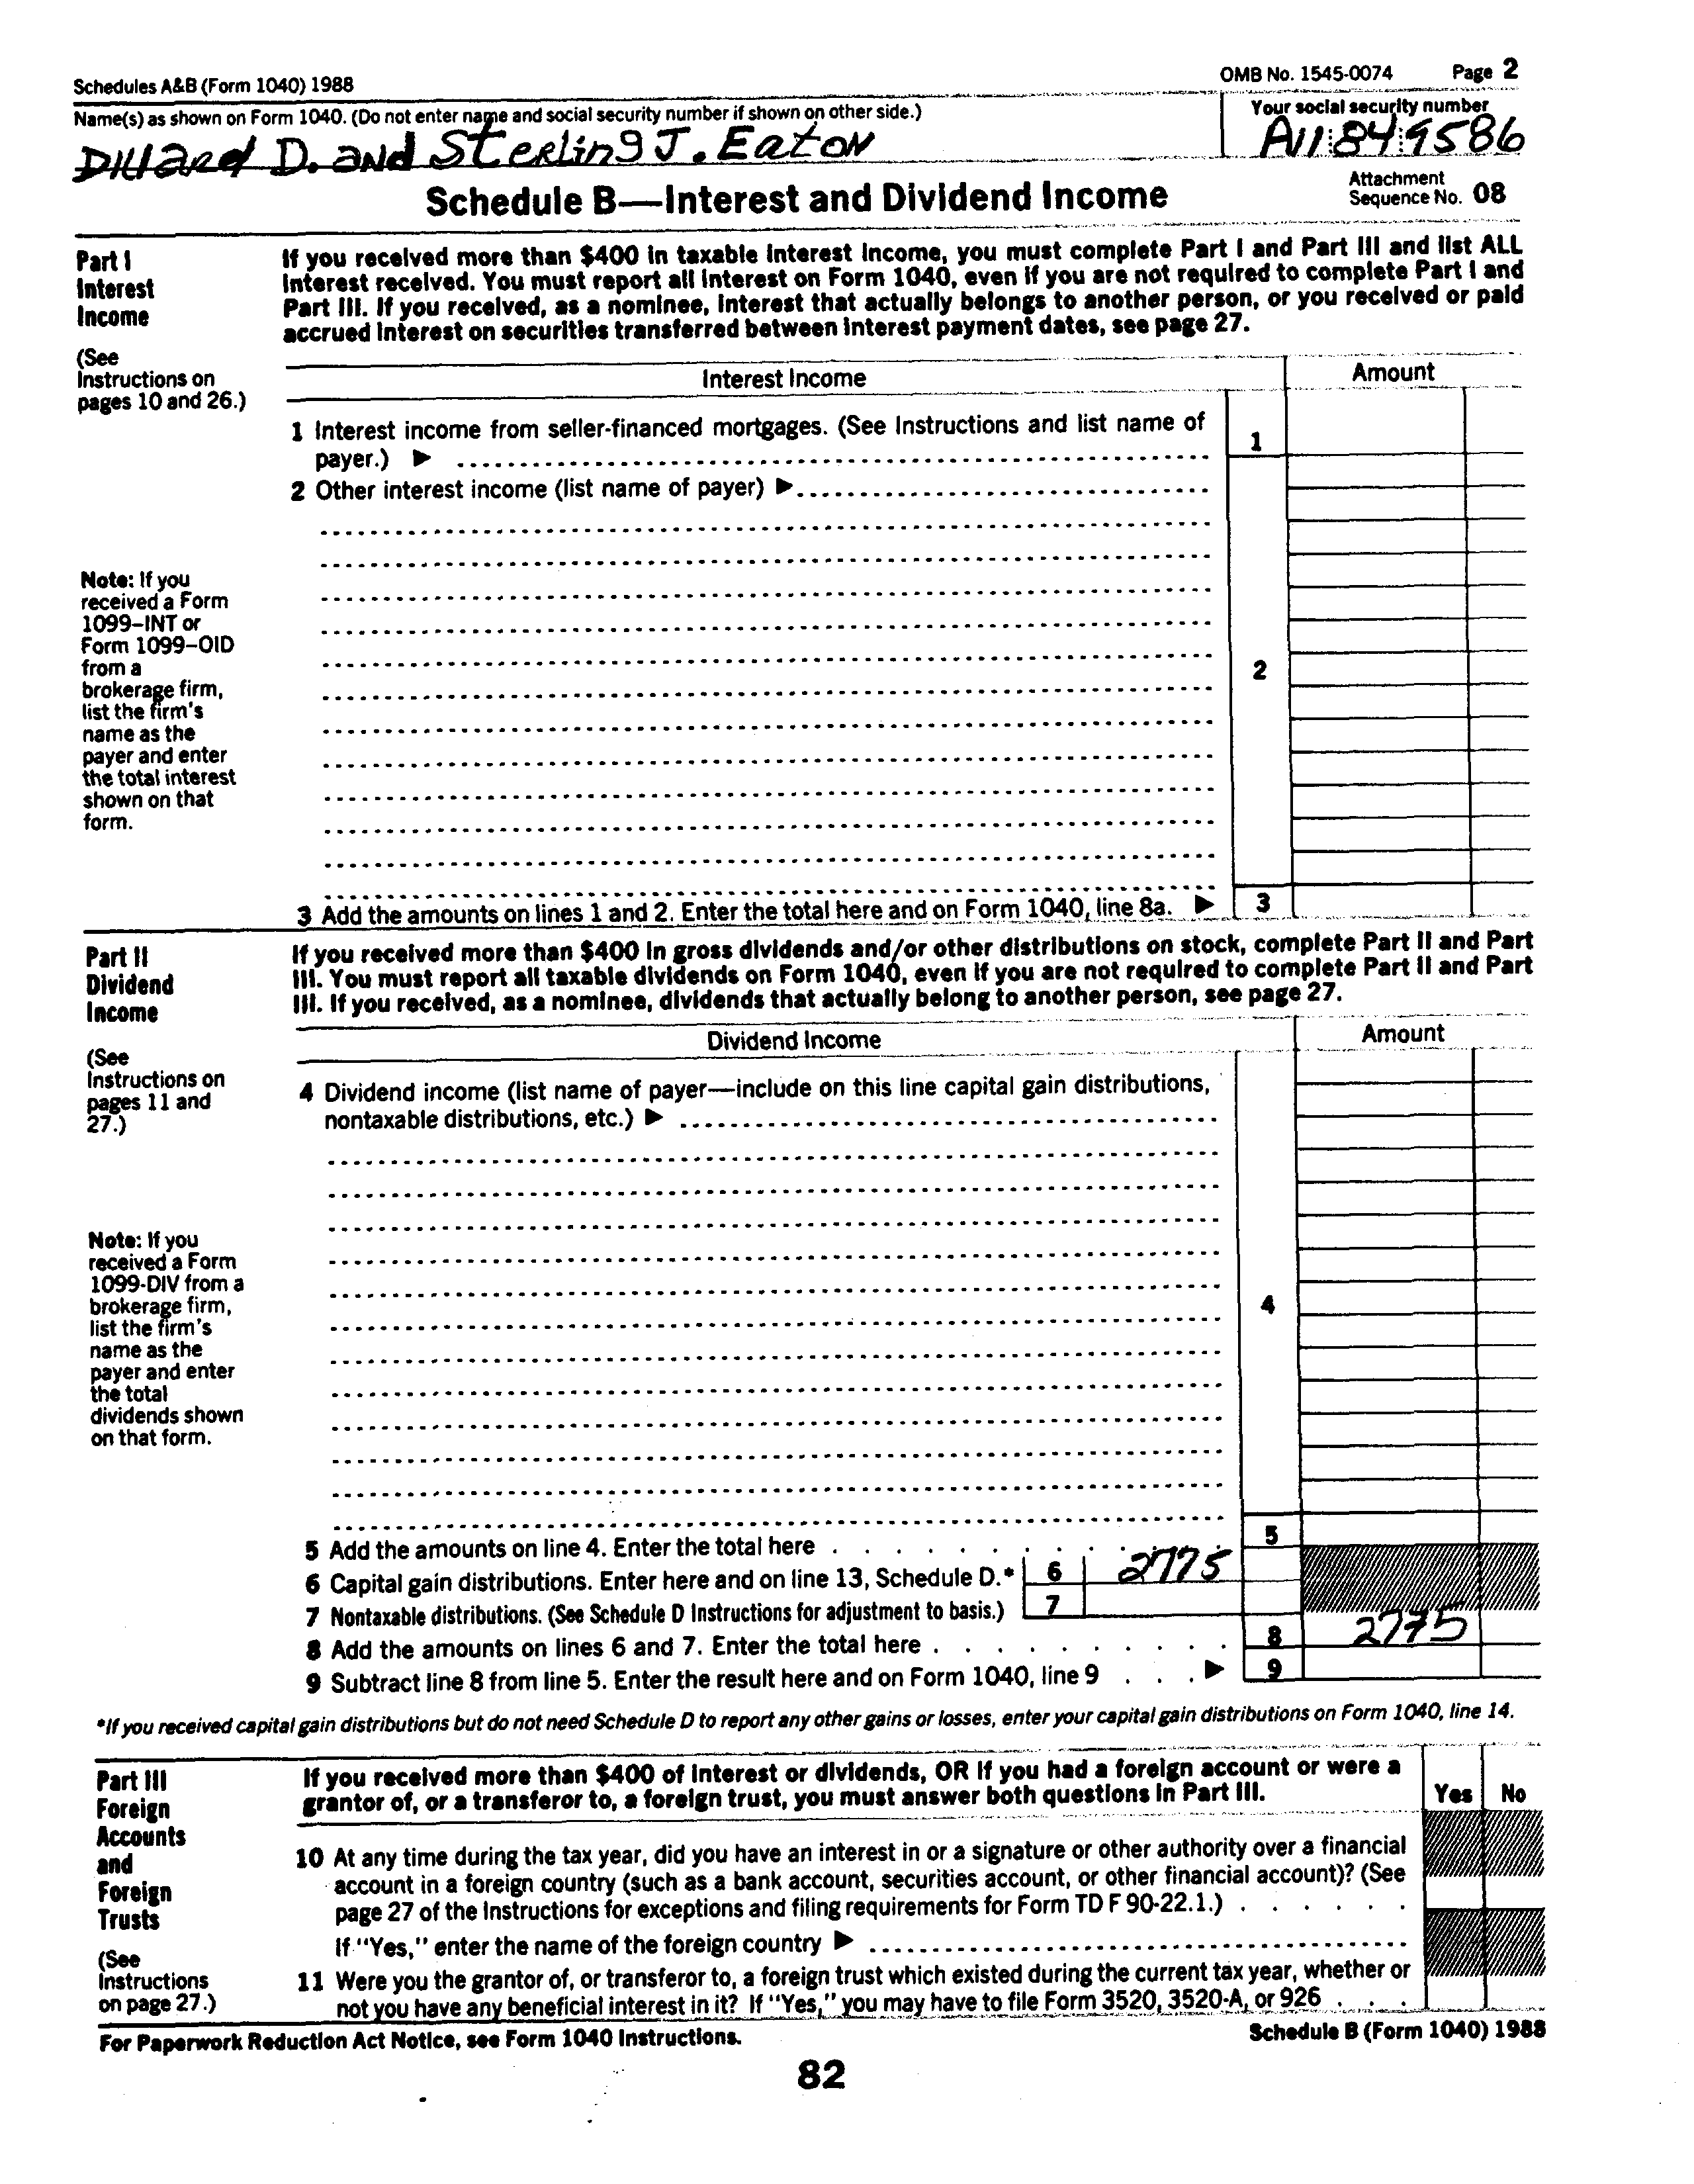 Schedules A&B (Form 1040) 1988
OMB No. 1545-0074
Page 2
Name(s) as shown on Form 1040. (Do not enter name and social security number if shown on other side.)
Your social security number
Dillard D. and Sterling J. Eaton
A11 84 9586
Schedule B—Interest and Dividend Income
Attachment
Sequence No. 08
Part I
Interest
Income
(See
Instructions on
pages 10 and 26.)
If you received more than $400 in taxable interest income, you must complete Part I and Part III and list ALL
interest received. You must report all interest on Form 1040, even if you are not required to complete Part I and
Part III. If you received, as a nominee, interest that actually belongs to another person, or you received or paid
accrued interest on securities transferred between interest payment dates, see page 27.
Interest Income
Amount
1 Interest income from seller-financed mortgages. (See Instructions and list name of
payer.) ▶
1
2 Other interest income (list name of payer) ▶
Note: If you
received a Form
1099–INT or
Form 1099–OID
from a
brokerage firm,
list the firm's
name as the
payer and enter
the total interest
shown on that
form.
2
3 Add the amounts on lines 1 and 2. Enter the total here and on Form 1040, line 8a. ▶ 3
Part II
Dividend
Income
(See
Instructions on
pages 11 and
27.)
If you received more than $400 in gross dividends and/or other distributions on stock, complete Part II and Part
III. You must report all taxable dividends on Form 1040, even if you are not required to complete Part II and Part
III. If you received, as a nominee, dividends that actually belong to another person, see page 27.
Dividend Income
Amount
4 Dividend income (list name of payer—include on this line capital gain distributions,
nontaxable distributions, etc.) ▶
Note: If you
received a Form
1099-DIV from a
brokerage firm,
list the firm's
name as the
payer and enter
the total
dividends shown
on that form.
4
5 Add the amounts on line 4. Enter the total here . . . . . . . . . . 5
6 Capital gain distributions. Enter here and on line 13, Schedule D.* 6 2775
7 Nontaxable distributions. (See Schedule D Instructions for adjustment to basis.) 7
8 Add the amounts on lines 6 and 7. Enter the total here . . . . . . . . . . 8 2775
9 Subtract line 8 from line 5. Enter the result here and on Form 1040, line 9 . . . ▶ 9
*If you received capital gain distributions but do not need Schedule D to report any other gains or losses, enter your capital gain distributions on Form 1040, line 14.
Part III
Foreign
Accounts
and
Foreign
Trusts
(See
Instructions
on page 27.)
If you received more than $400 of interest or dividends, OR if you had a foreign account or were a
grantor of, or a transferor to, a foreign trust, you must answer both questions in Part III.
Yes No
10 At any time during the tax year, did you have an interest in or a signature or other authority over a financial
account in a foreign country (such as a bank account, securities account, or other financial account)? (See
page 27 of the Instructions for exceptions and filing requirements for Form TD F 90-22.1.) . . . . . .
If "Yes," enter the name of the foreign country ▶
11 Were you the grantor of, or transferor to, a foreign trust which existed during the current tax year, whether or
not you have any beneficial interest in it? If "Yes," you may have to file Form 3520, 3520-A, or 926 . . . .
For Paperwork Reduction Act Notice, see Form 1040 Instructions.
Schedule B (Form 1040) 1988
82